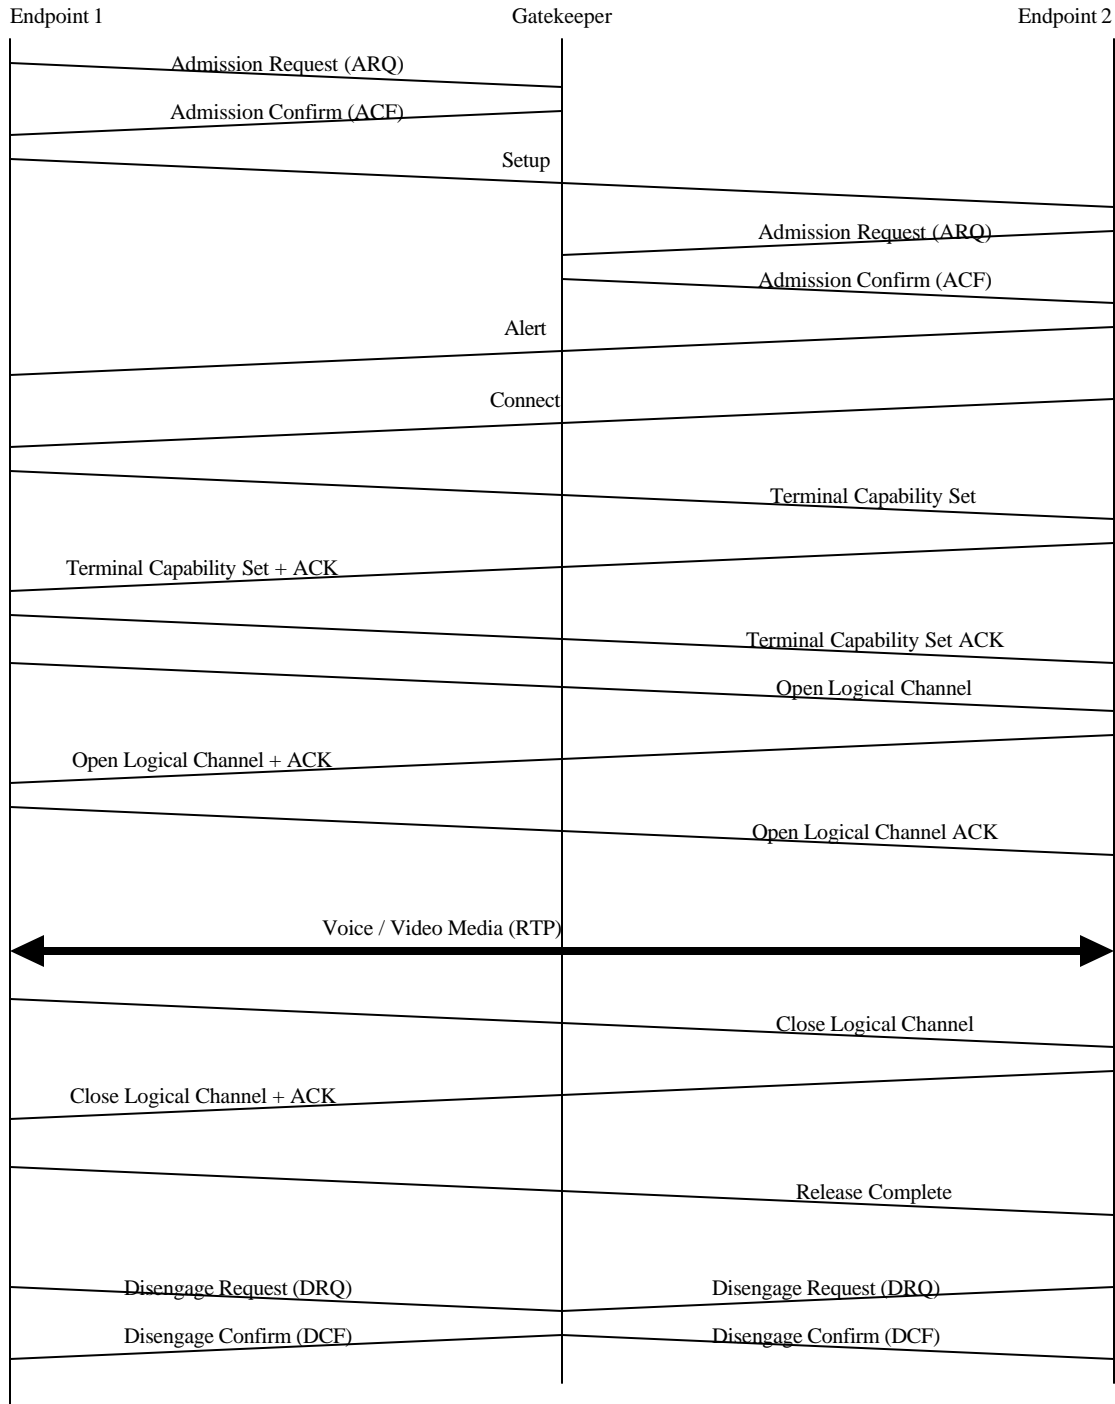 Endpoint 1 Gatekeeper Endpoint 2
Admission Request (ARQ)
Admission Confirm (ACF)
Setup
Admission Request (ARQ)
Admission Confirm (ACF)
Alert
Connect
Terminal Capability Set
Terminal Capability Set + ACK
Terminal Capability Set ACK
Open Logical Channel
Open Logical Channel + ACK
Open Logical Channel ACK
Voice / Video Media (RTP)
Close Logical Channel
Close Logical Channel + ACK
Release Complete
Disengage Request (DRQ) Disengage Request (DRQ)
Disengage Confirm (DCF) Disengage Confirm (DCF)